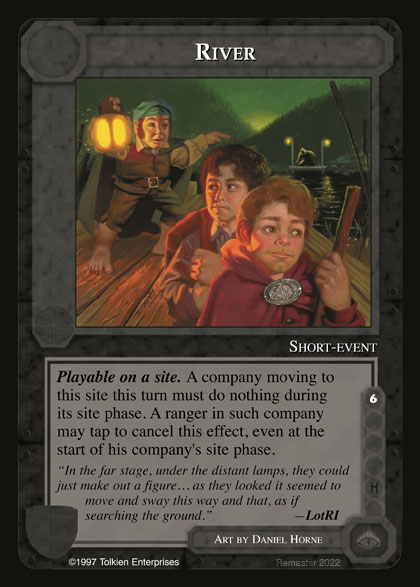 River
Short-event
Playable on a site. A company moving to
this site this turn must do nothing during
its site phase. A ranger in such company
may tap to cancel this effect, even at the
start of his company's site phase.
“In the far stage, under the distant lamps, they could
just make out a figure… as they looked it seemed to
move and sway this way and that, as if
searching the ground.” —LotRI
6
H
Art by Daniel Horne
©1997 Tolkien Enterprises
Remaster 2022